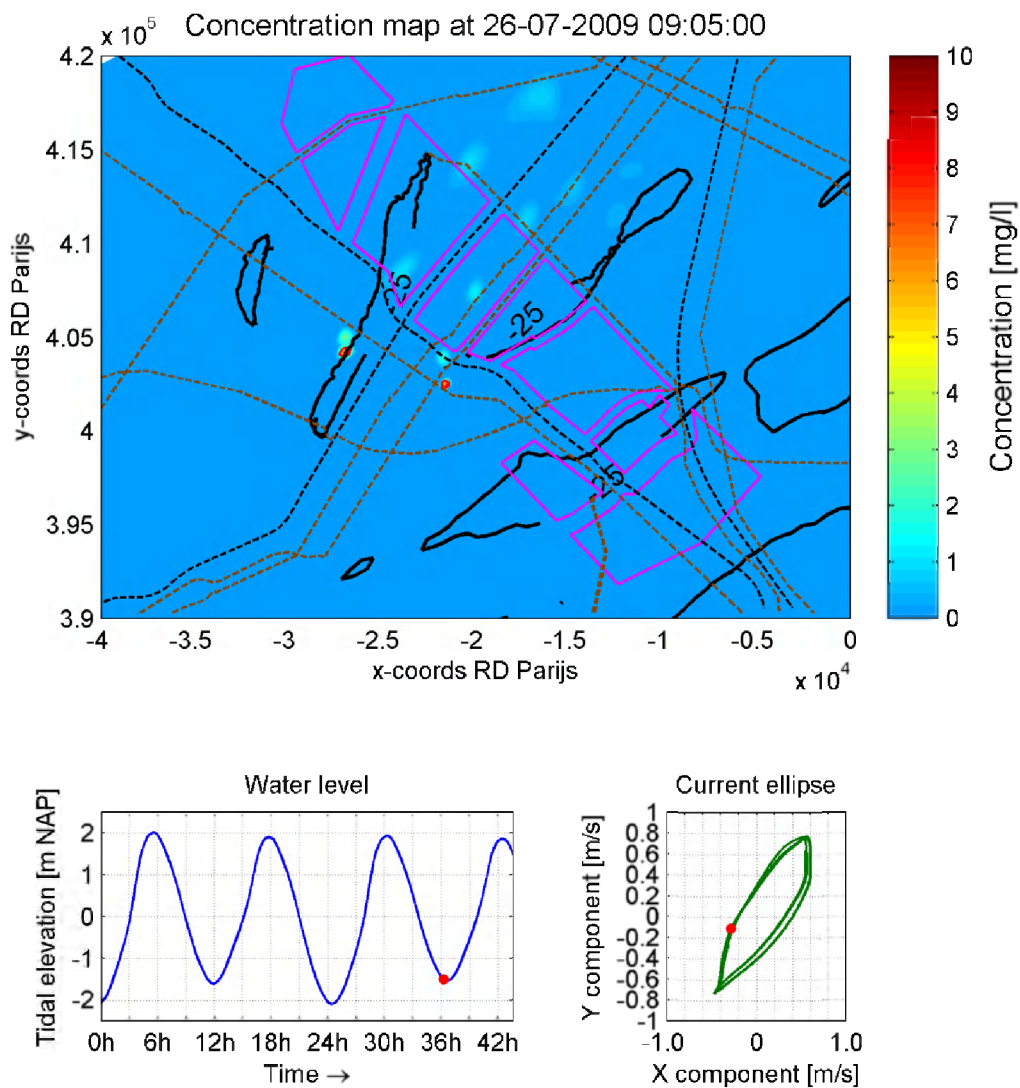 x 10⁵ Concentration map at 26-07-2009 09:05:00
4.2
4.15
4.1
4.05
4
3.95
3.9
y-coords RD Parijs
-25
-25
-25
-4 -3.5 -3 -2.5 -2 -1.5 -1 -0.5 0
x-coords RD Parijs
x 10⁴
10
9
8
7
6
5
4
3
2
1
0
Concentration [mg/l]
Water level
Tidal elevation [m NAP]
2
1
0
-1
-2
0h 6h 12h 18h 24h 30h 36h 42h
Time →
Current ellipse
Y component [m/s]
1
0.8
0.6
0.4
0.2
0
-0.2
-0.4
-0.6
-0.8
-1
-1.0 0 1.0
X component [m/s]